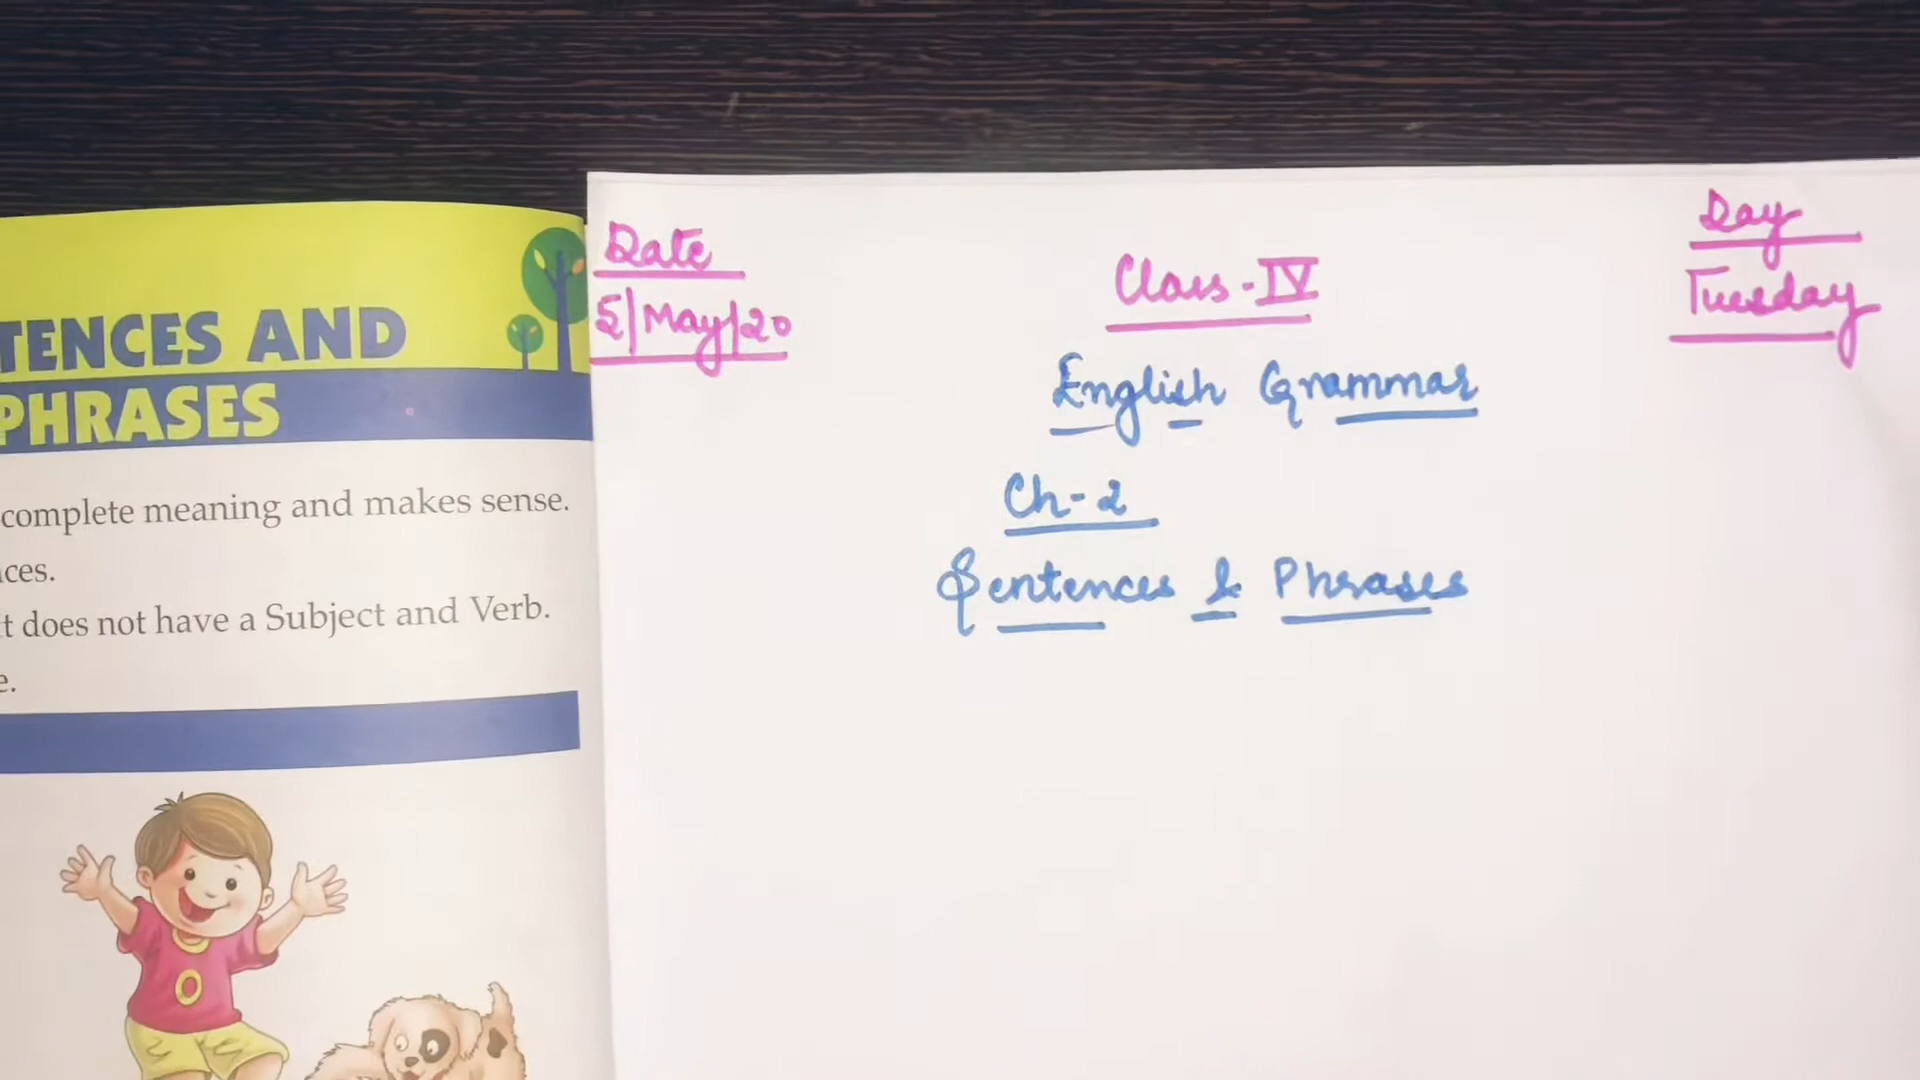 TENCES AND
PHRASES
complete meaning and makes sense.
ces.
t does not have a Subject and Verb.
e.
Date
5/May/20
Class-IV
Day
Tuesday
English Grammar
Ch-2
Sentences & Phrases